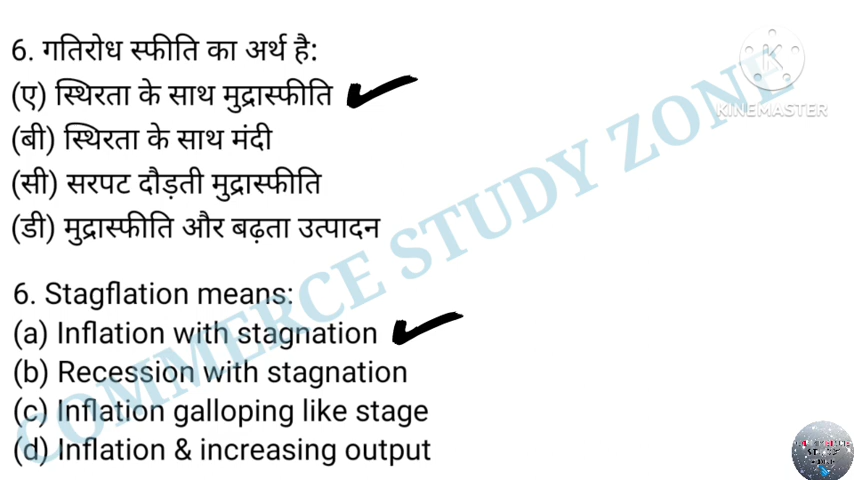 6. गतिरोध स्फीति का अर्थ है:
(ए) स्थिरता के साथ मुद्रास्फीति
(बी) स्थिरता के साथ मंदी
(सी) सरपट दौड़ती मुद्रास्फीति
(डी) मुद्रास्फीति और बढ़ता उत्पादन
6. Stagflation means:
(a) Inflation with stagnation
(b) Recession with stagnation
(c) Inflation galloping like stage
(d) Inflation & increasing output
COMMERCE STUDY ZONE
K
KINEMASTER